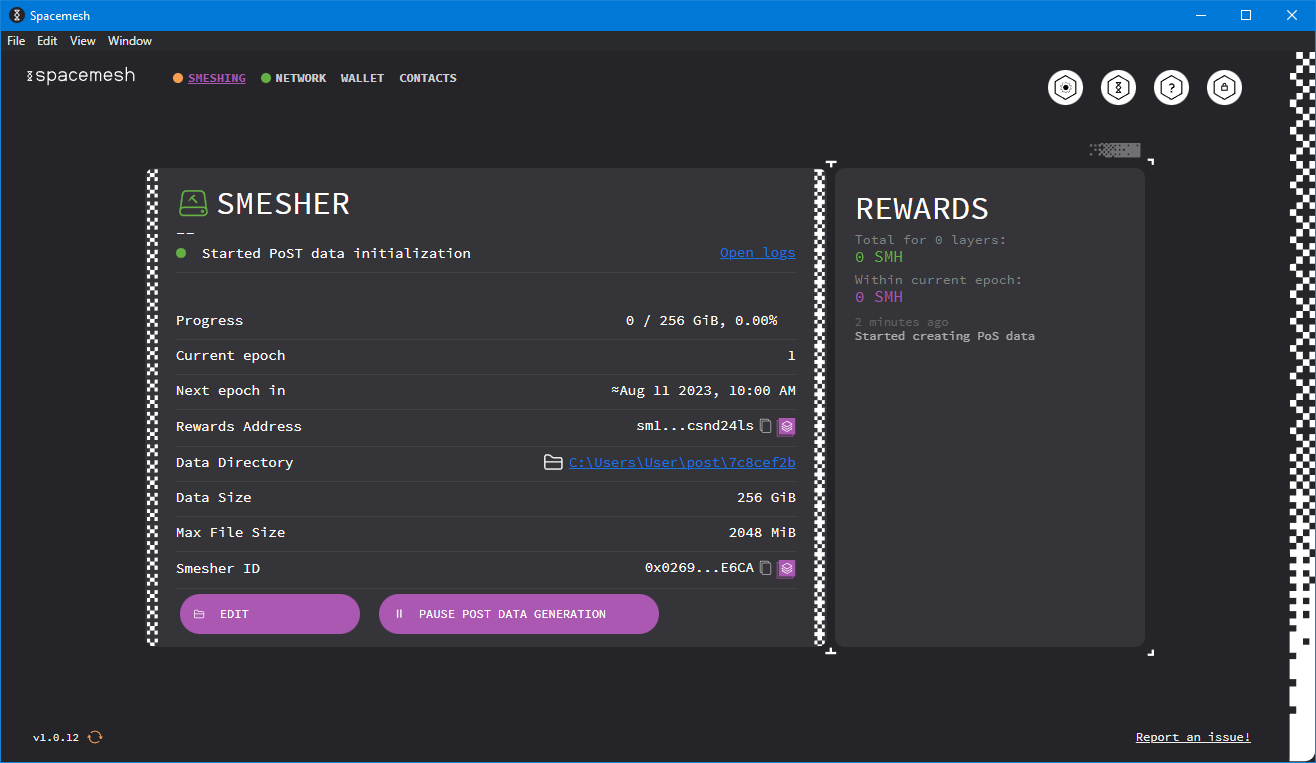 Spacemesh
File Edit View Window
spacemesh
SMESHING NETWORK WALLET CONTACTS
?
SMESHER
--
Started PoST data initialization Open logs
Progress 0 / 256 GiB, 0.00%
Current epoch 1
Next epoch in ≈Aug 11 2023, 10:00 AM
Rewards Address sm1...csnd24ls
Data Directory C:\Users\User\post\7c8cef2b
Data Size 256 GiB
Max File Size 2048 MiB
Smesher ID 0x0269...E6CA
EDIT PAUSE POST DATA GENERATION
REWARDS
Total for 0 layers:
0 SMH
Within current epoch:
0 SMH
2 minutes ago
Started creating PoS data
v1.0.12
Report an issue!